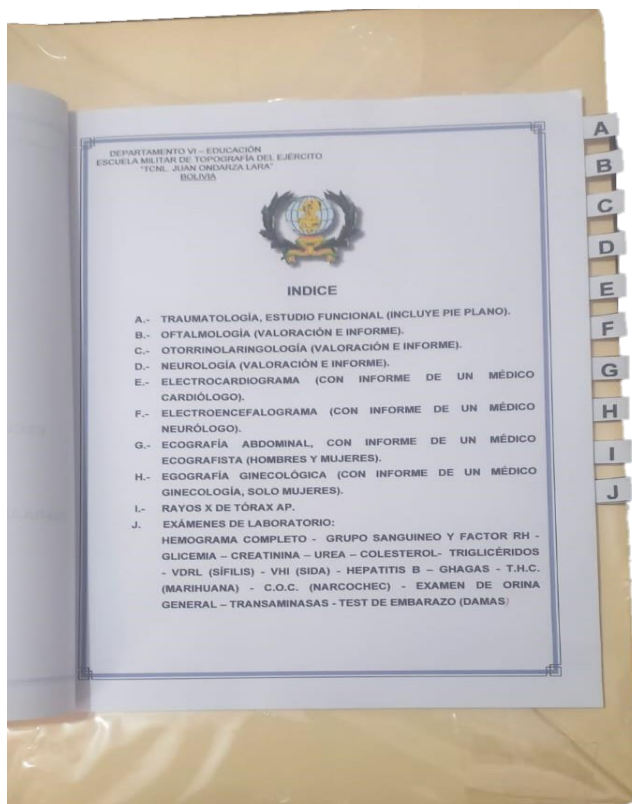 DEPARTAMENTO VI – EDUCACIÓN
ESCUELA MILITAR DE TOPOGRAFÍA DEL EJÉRCITO
"TCNL. JUAN ONDARZA LARA"
BOLIVIA
INDICE
A.- TRAUMATOLOGÍA, ESTUDIO FUNCIONAL (INCLUYE PIE PLANO).
B.- OFTALMOLOGÍA (VALORACIÓN E INFORME).
C.- OTORRINOLARINGOLOGÍA (VALORACIÓN E INFORME).
D.- NEUROLOGÍA (VALORACIÓN E INFORME).
E.- ELECTROCARDIOGRAMA (CON INFORME DE UN MÉDICO
CARDIÓLOGO).
F.- ELECTROENCEFALOGRAMA (CON INFORME DE UN MÉDICO
NEURÓLOGO).
G.- ECOGRAFÍA ABDOMINAL, CON INFORME DE UN MÉDICO
ECOGRAFISTA (HOMBRES Y MUJERES).
H.- EGOGRAFÍA GINECOLÓGICA (CON INFORME DE UN MÉDICO
GINECOLOGÍA, SOLO MUJERES).
I.- RAYOS X DE TÓRAX AP.
J. EXÁMENES DE LABORATORIO:
HEMOGRAMA COMPLETO - GRUPO SANGUINEO Y FACTOR RH -
GLICEMIA – CREATININA – UREA – COLESTEROL- TRIGLICÉRIDOS
- VDRL (SÍFILIS) - VHI (SIDA) - HEPATITIS B – GHAGAS - T.H.C.
(MARIHUANA) - C.O.C. (NARCOCHEC) - EXAMEN DE ORINA
GENERAL – TRANSAMINASAS - TEST DE EMBARAZO (DAMAS)
A
B
C
D
E
F
G
H
I
J